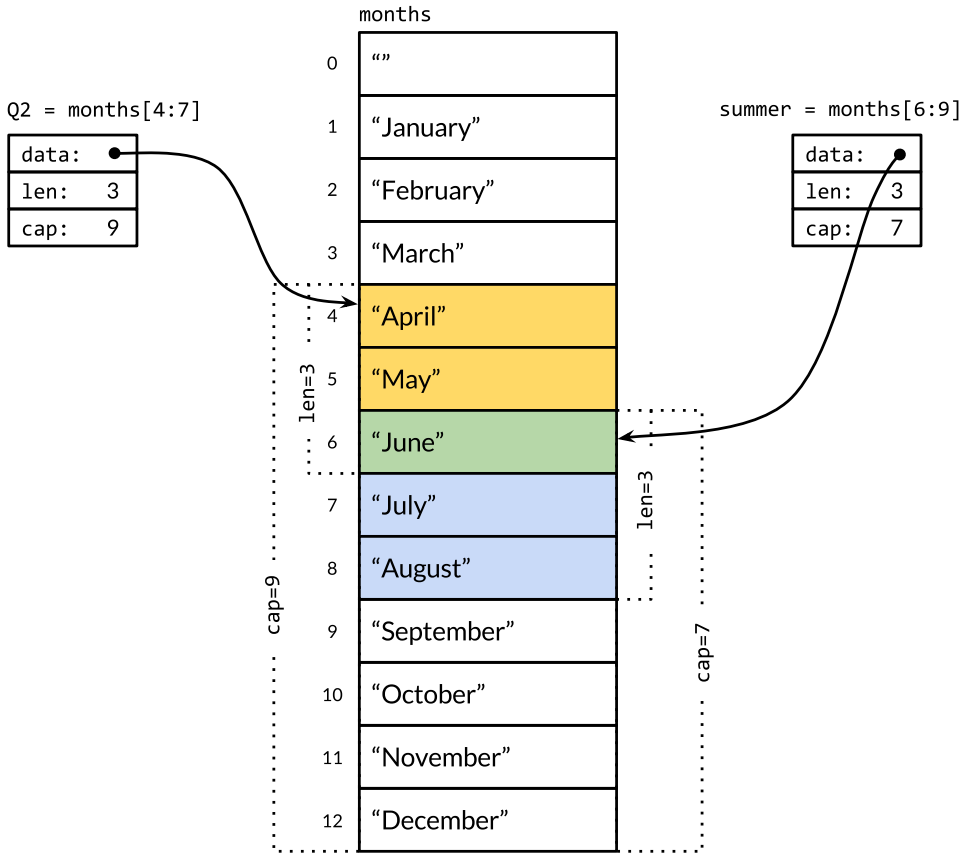 months
Q2 = months[4:7]
data:
len: 3
cap: 9
summer = months[6:9]
data:
len: 3
cap: 7
0 “”
1 “January”
2 “February”
3 “March”
4 “April”
5 “May”
6 “June”
7 “July”
8 “August”
9 “September”
10 “October”
11 “November”
12 “December”
len=3
cap=9
len=3
cap=7